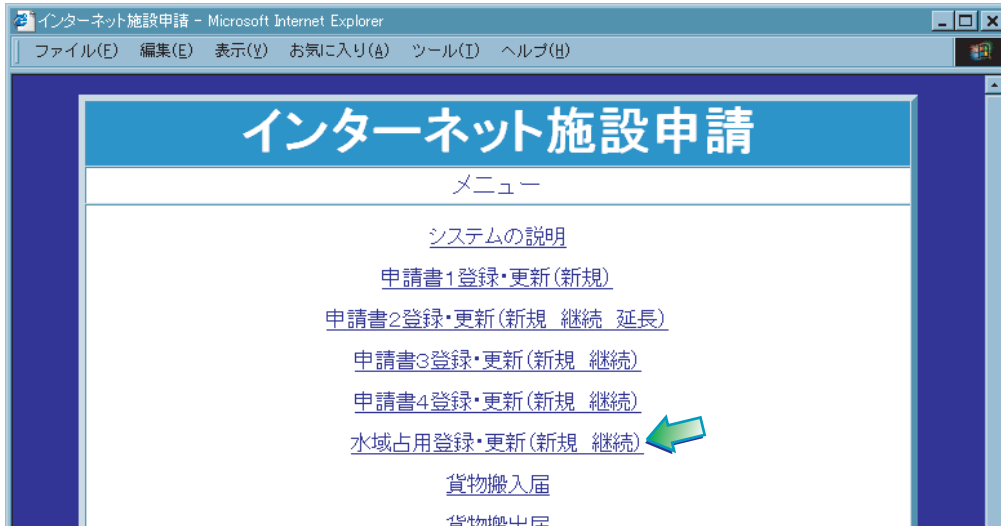 インターネット施設申請 - Microsoft Internet Explorer
ファイル(F) 編集(E) 表示(V) お気に入り(A) ツール(T) ヘルプ(H)
インターネット施設申請
メニュー
システムの説明
申請書1登録・更新(新規)
申請書2登録・更新(新規 継続 延長)
申請書3登録・更新(新規 継続)
申請書4登録・更新(新規 継続)
水域占用登録・更新(新規 継続)
貨物搬入届
貨物搬出届